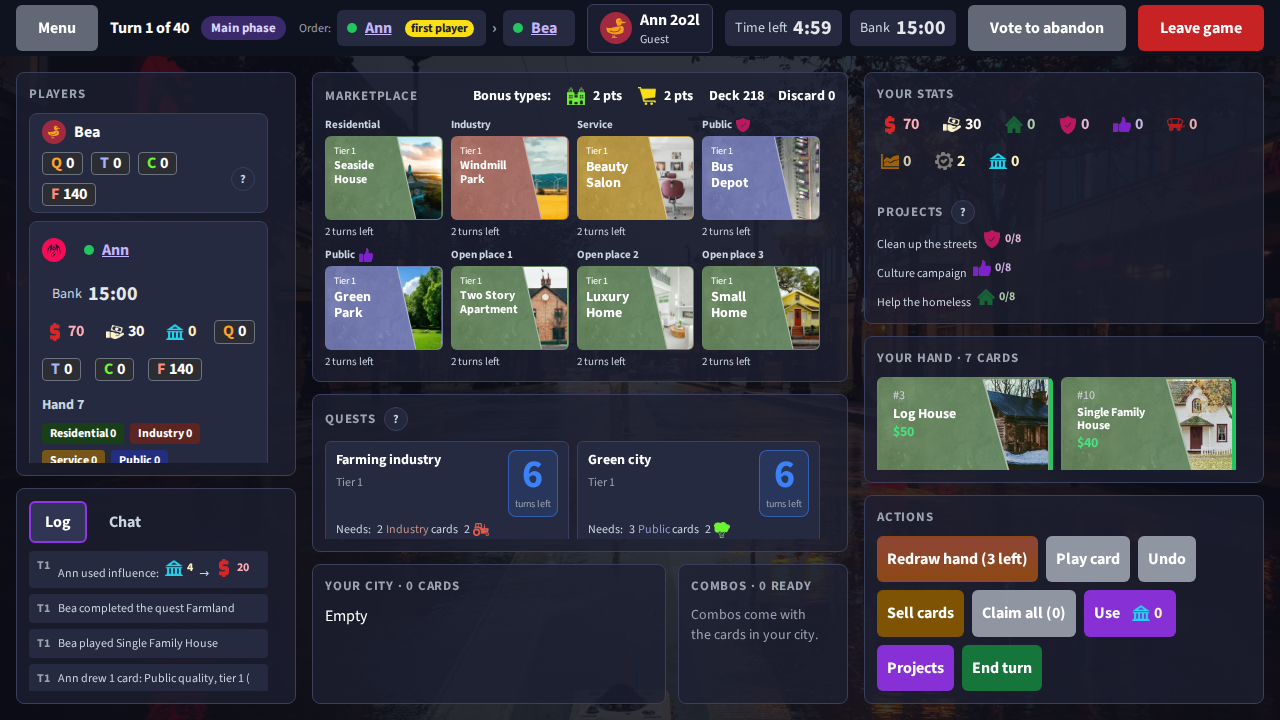 Menu
Turn 1 of 40
Main phase
Order:
Ann
first player
›
Bea
Ann 2o2l
Guest
Time left 4:59
Bank 15:00
Vote to abandon
Leave game
PLAYERS
Bea
Q 0
T 0
C 0
F 140
?
Ann
Bank 15:00
70
30
0
Q 0
T 0
C 0
F 140
Hand 7
Residential 0
Industry 0
Service 0
Public 0
Log
Chat
T1 Ann used influence: 4 → 20
T1 Bea completed the quest Farmland
T1 Bea played Single Family House
T1 Ann drew 1 card: Public quality, tier 1 (
MARKETPLACE
Bonus types: 2 pts 2 pts Deck 218 Discard 0
Residential
Industry
Service
Public
Tier 1
Seaside House
Tier 1
Windmill Park
Tier 1
Beauty Salon
Tier 1
Bus Depot
2 turns left
2 turns left
2 turns left
2 turns left
Public
Open place 1
Open place 2
Open place 3
Tier 1
Green Park
Tier 1
Two Story Apartment
Tier 1
Luxury Home
Tier 1
Small Home
2 turns left
2 turns left
2 turns left
2 turns left
QUESTS ?
Farming industry
Tier 1
6
turns left
Needs: 2 Industry cards 2
Green city
Tier 1
6
turns left
Needs: 3 Public cards 2
YOUR CITY · 0 CARDS
Empty
COMBOS · 0 READY
Combos come with
the cards in your city.
YOUR STATS
70
30
0
0
0
0
0
2
0
PROJECTS ?
Clean up the streets 0/8
Culture campaign 0/8
Help the homeless 0/8
YOUR HAND · 7 CARDS
#3
Log House
$50
#10
Single Family
House
$40
ACTIONS
Redraw hand (3 left)
Play card
Undo
Sell cards
Claim all (0)
Use 0
Projects
End turn